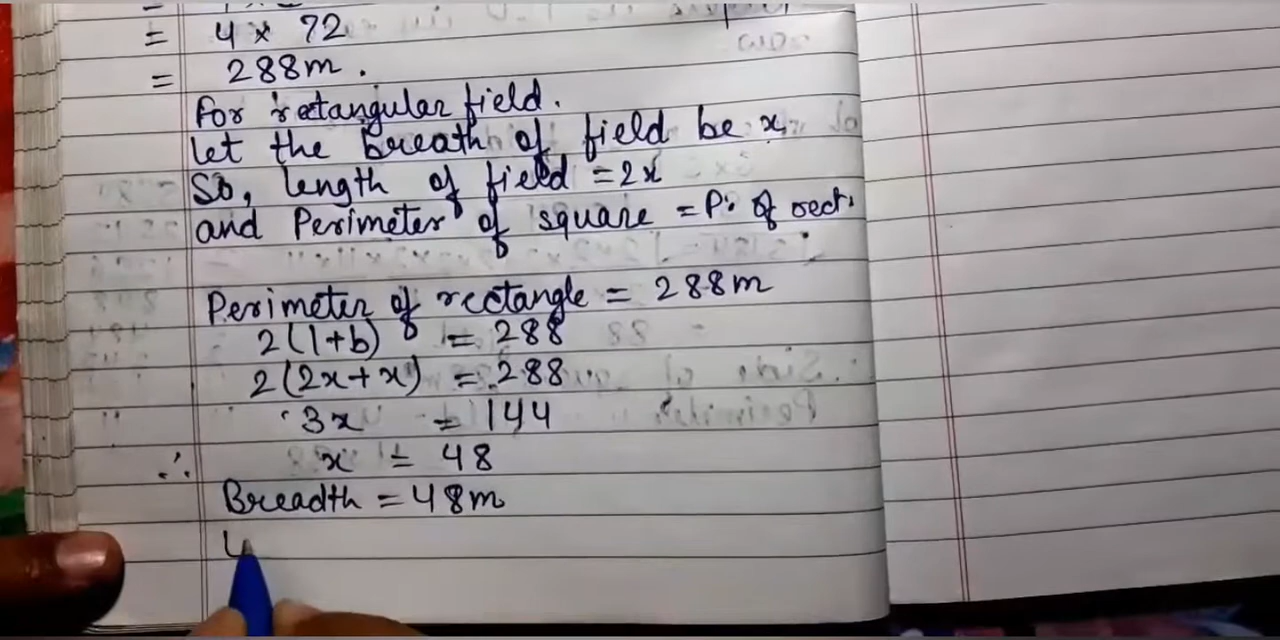 = 4 × 72
= 288m.
For retangular field.
Let the breath of field be x.
So, length of field = 2x
and Perimeter of square = P. of rect.
Perimeter of rectangle = 288m
2(l+b) = 288
2(2x+x) = 288
3x = 144
∴ x = 48
Breadth = 48m